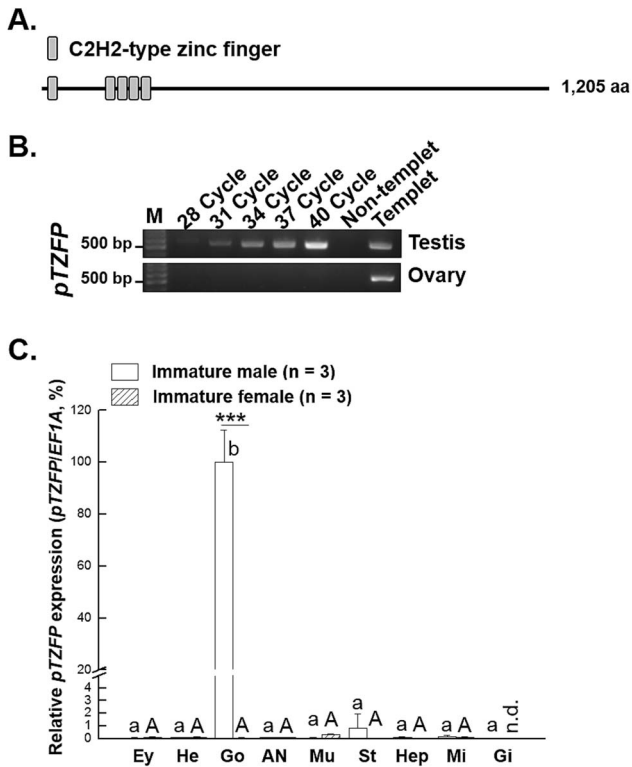 A.
C2H2-type zinc finger
1,205 aa
B.
M 28 Cycle 31 Cycle 34 Cycle 37 Cycle 40 Cycle Non-templet Templet
pTZFP
500 bp Testis
500 bp Ovary
C.
Immature male (n = 3)
Immature female (n = 3)
Relative pTZFP expression (pTZFP/EF1A, %)
120
100
80
60
40
20
4
3
2
1
0
***
b
a A a A A a A a A a A a A a A a n.d.
Ey He Go AN Mu St Hep Mi Gi